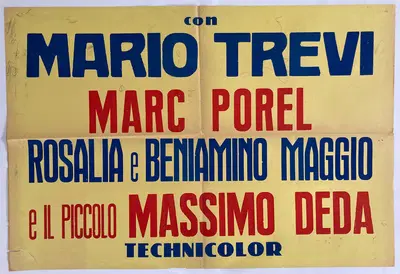 con
MARIO TREVI
MARC POREL
ROSALIA e BENIAMINO MAGGIO
e IL PICCOLO MASSIMO DEDA
TECHNICOLOR